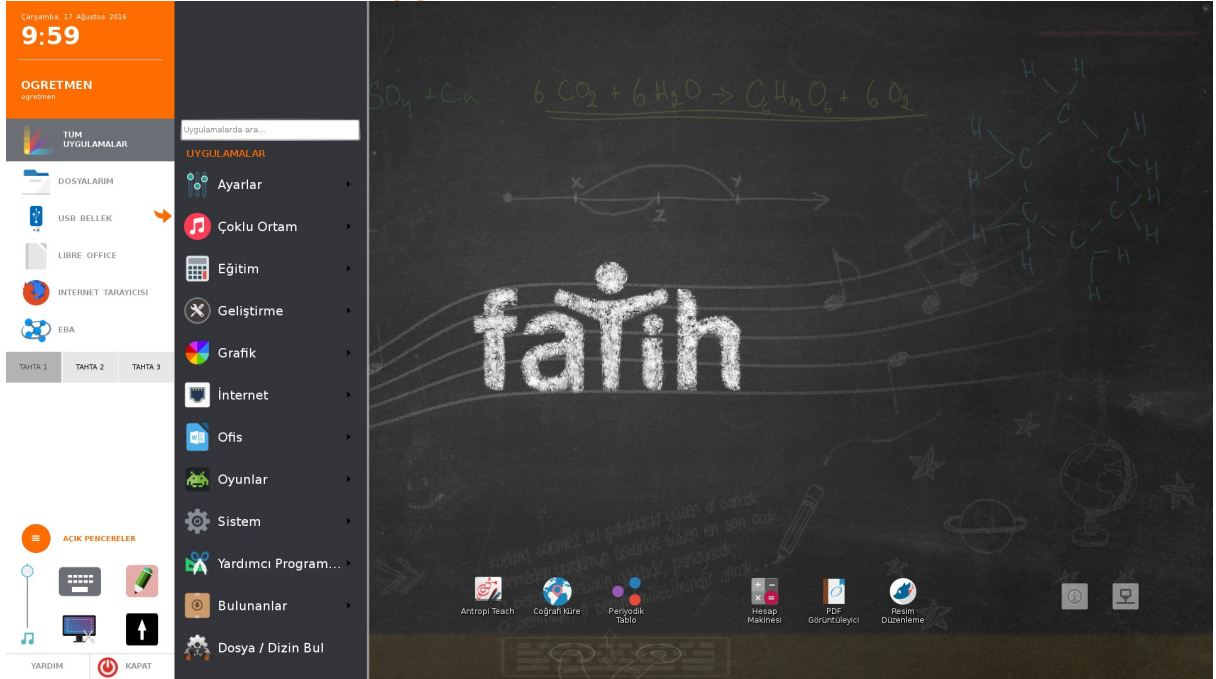 Çarşamba, 17 Ağustos 2016
9:59
OGRETMEN
ogretmen
TÜM
UYGULAMALAR
DOSYALARIM
USB BELLEK
LIBRE OFFICE
INTERNET TARAYICISI
EBA
TAHTA 1 TAHTA 2 TAHTA 3
AÇIK PENCERELER
YARDIM KAPAT
Uygulamalarda ara...
UYGULAMALAR
Ayarlar
Çoklu Ortam
Eğitim
Geliştirme
Grafik
İnternet
Ofis
Oyunlar
Sistem
Yardımcı Program...
Bulunanlar
Dosya / Dizin Bul
SO4 + Cu 6 CO2 + 6 H2O → C6H12O6 + 6 O2
x y
z
fatih
Antropi Teach
Coğrafi Küre
Periyodik
Tablo
Hesap
Makinesi
PDF
Görüntüleyici
Resim
Düzenleme